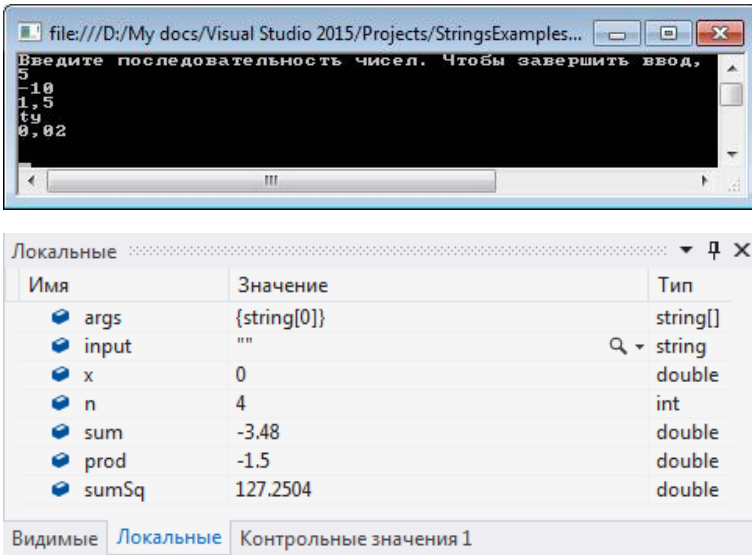 file:///D:/My docs/Visual Studio 2015/Projects/StringsExamples...
Введите последовательность чисел. Чтобы завершить ввод,
5
-10
1,5
ty
0,02
Локальные
Имя Значение Тип
args {string[0]} string[]
input "" string
x 0 double
n 4 int
sum -3.48 double
prod -1.5 double
sumSq 127.2504 double
Видимые Локальные Контрольные значения 1